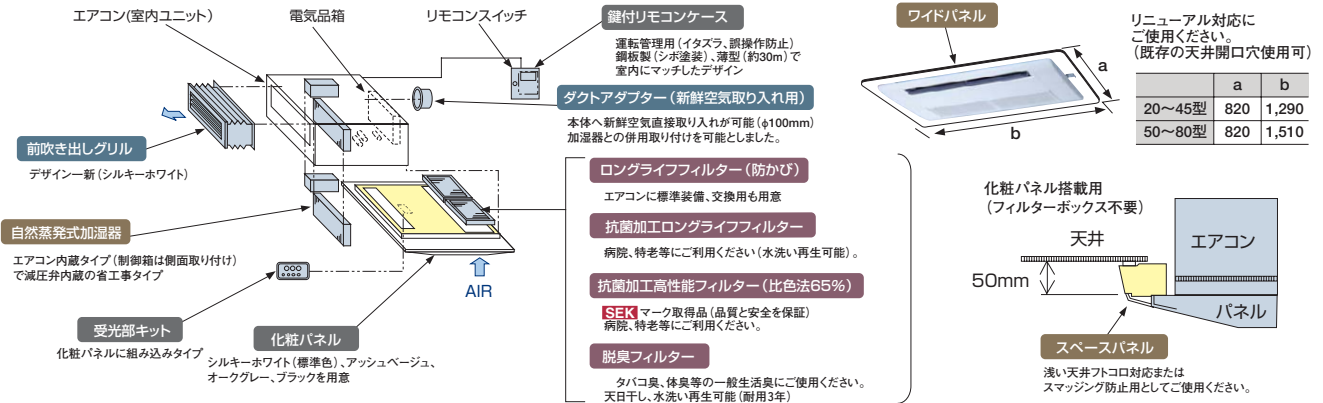 エアコン(室内ユニット)
電気品箱
リモコンスイッチ
鍵付リモコンケース
運転管理用(イタズラ、誤操作防止)
鋼板製(シボ塗装)、薄型(約30m)で
室内にマッチしたデザイン
ダクトアダプター(新鮮空気取り入れ用)
本体へ新鮮空気直接取り入れが可能(φ100mm)
加湿器との併用取り付けを可能としました。
前吹き出しグリル
デザイン一新(シルキーホワイト)
自然蒸発式加湿器
エアコン内蔵タイプ(制御箱は側面取り付け)
で減圧弁内蔵の省工事タイプ
受光部キット
化粧パネルに組み込みタイプ
化粧パネル
シルキーホワイト(標準色)、アッシュベージュ、
オークグレー、ブラックを用意
AIR
ロングライフフィルター(防かび)
エアコンに標準装備、交換用も用意
抗菌加工ロングライフフィルター
病院、特老等にご利用ください(水洗い再生可能)。
抗菌加工高性能フィルター(比色法65%)
SEK マーク取得品(品質と安全を保証)
病院、特老等にご利用ください。
脱臭フィルター
タバコ臭、体臭等の一般生活臭にご使用ください。
天日干し、水洗い再生可能(耐用3年)
ワイドパネル
a
b
リニューアル対応に
ご使用ください。
(既存の天井開口穴使用可)
a b
20~45型 820 1,290
50~80型 820 1,510
化粧パネル搭載用
(フィルターボックス不要)
天井
エアコン
50mm
パネル
スペースパネル
浅い天井フトコロ対応または
スマッジング防止用としてご使用ください。